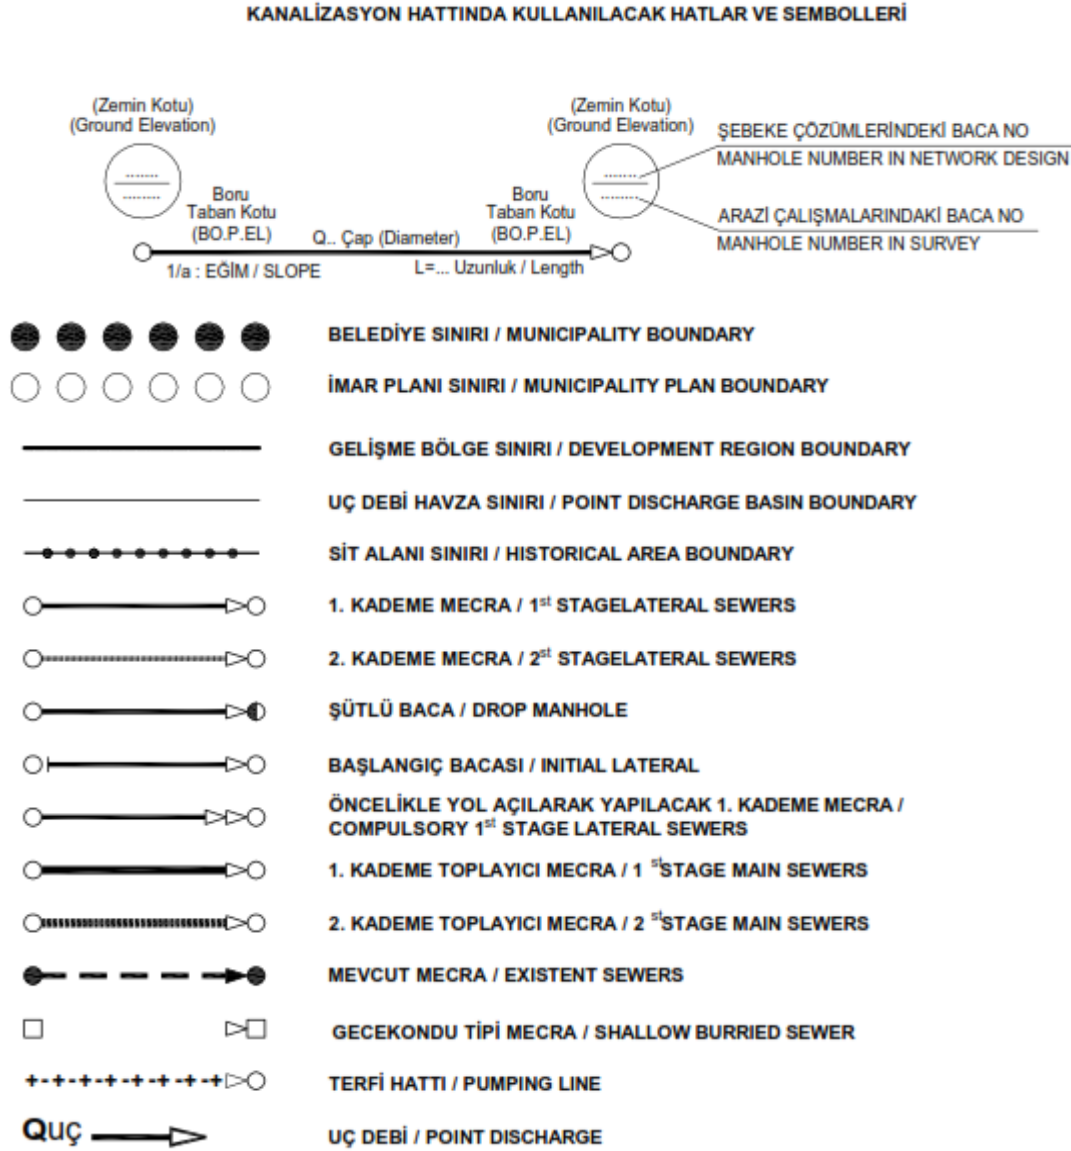 KANALİZASYON HATTINDA KULLANILACAK HATLAR VE SEMBOLLERİ
(Zemin Kotu)
(Ground Elevation)
(Zemin Kotu)
(Ground Elevation)
ŞEBEKE ÇÖZÜMLERİNDEKİ BACA NO
MANHOLE NUMBER IN NETWORK DESIGN
ARAZİ ÇALIŞMALARINDAKİ BACA NO
MANHOLE NUMBER IN SURVEY
Boru
Taban Kotu
(BO.P.EL)
Q.. Çap (Diameter)
Boru
Taban Kotu
(BO.P.EL)
1/a : EĞİM / SLOPE
L=... Uzunluk / Length
BELEDİYE SINIRI / MUNICIPALITY BOUNDARY
İMAR PLANI SINIRI / MUNICIPALITY PLAN BOUNDARY
GELİŞME BÖLGE SINIRI / DEVELOPMENT REGION BOUNDARY
UÇ DEBİ HAVZA SINIRI / POINT DISCHARGE BASIN BOUNDARY
SİT ALANI SINIRI / HISTORICAL AREA BOUNDARY
1. KADEME MECRA / 1st STAGELATERAL SEWERS
2. KADEME MECRA / 2st STAGELATERAL SEWERS
ŞÜTLÜ BACA / DROP MANHOLE
BAŞLANGIÇ BACASI / INITIAL LATERAL
ÖNCELİKLE YOL AÇILARAK YAPILACAK 1. KADEME MECRA /
COMPULSORY 1st STAGE LATERAL SEWERS
1. KADEME TOPLAYICI MECRA / 1 st STAGE MAIN SEWERS
2. KADEME TOPLAYICI MECRA / 2 st STAGE MAIN SEWERS
MEVCUT MECRA / EXISTENT SEWERS
GECEKONDU TİPİ MECRA / SHALLOW BURRIED SEWER
TERFİ HATTI / PUMPING LINE
Quç
UÇ DEBİ / POINT DISCHARGE